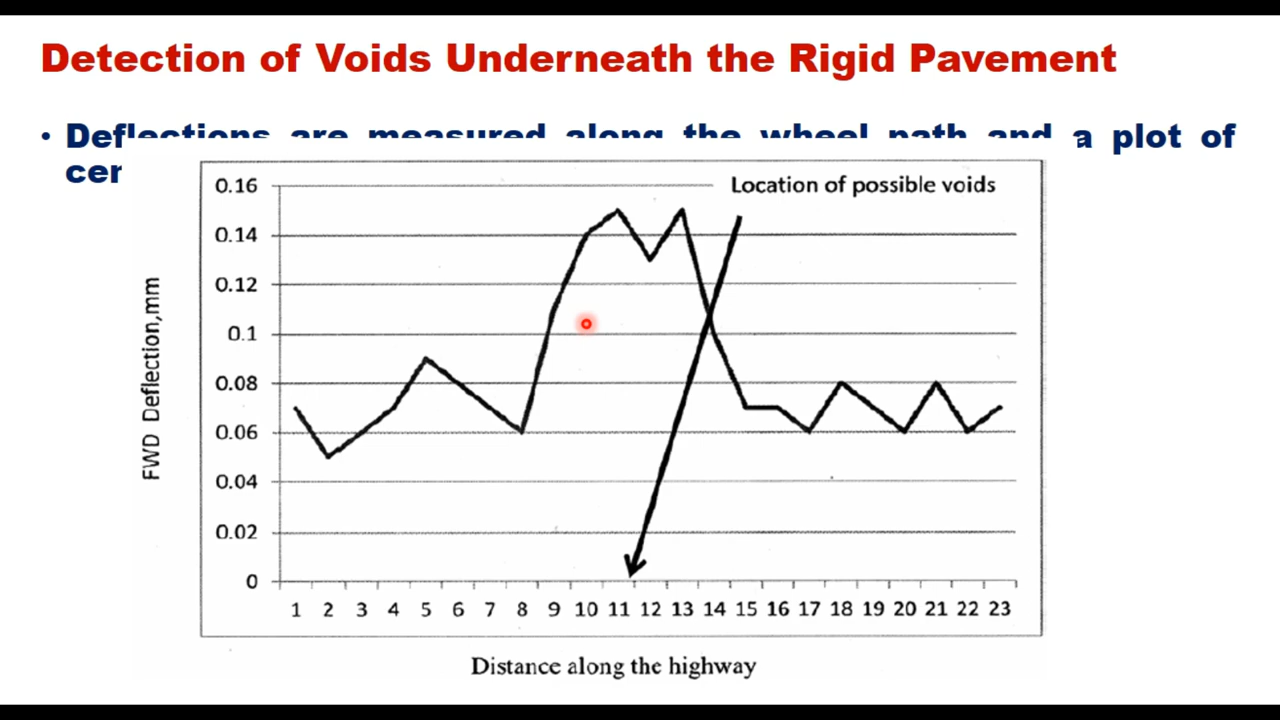 Detection of Voids Underneath the Rigid Pavement
• Deflections are measured along the wheel path and a plot of
cen
Location of possible voids
0.16
0.14
0.12
0.1
0.08
0.06
0.04
0.02
0
FWD Deflection,mm
1 2 3 4 5 6 7 8 9 10 11 12 13 14 15 16 17 18 19 20 21 22 23
Distance along the highway